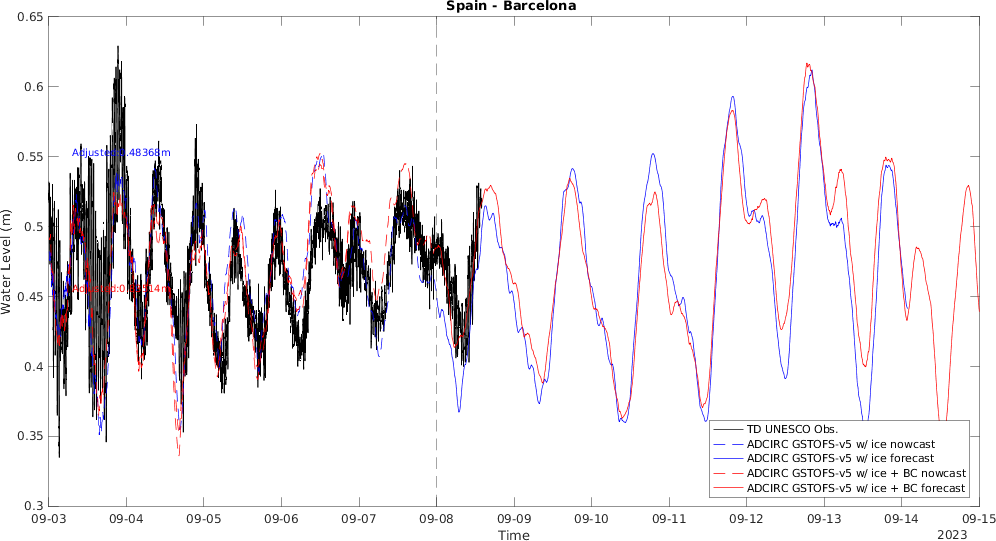 Spain - Barcelona
0.65
0.6
0.55
0.5
0.45
0.4
0.35
0.3
Water Level (m)
Adjusted:0.48368m
TD UNESCO Obs.
ADCIRC GSTOFS-v5 w/ ice nowcast
ADCIRC GSTOFS-v5 w/ ice forecast
ADCIRC GSTOFS-v5 w/ ice + BC nowcast
ADCIRC GSTOFS-v5 w/ ice + BC forecast
09-03 09-04 09-05 09-06 09-07 09-08 09-09 09-10 09-11 09-12 09-13 09-14 09-15
Time
2023